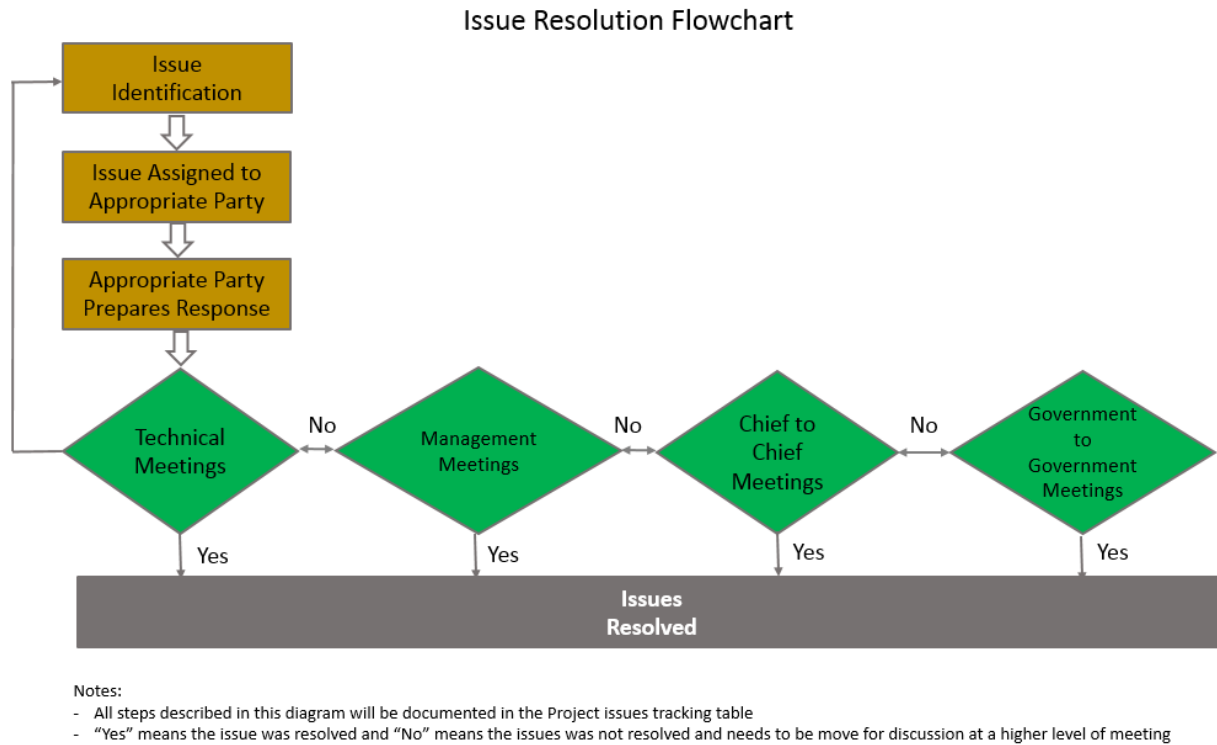 Issue Resolution Flowchart
Issue
Identification
Issue Assigned to
Appropriate Party
Appropriate Party
Prepares Response
Technical
Meetings
No
Management
Meetings
No
Chief to
Chief
Meetings
No
Government
to
Government
Meetings
Yes
Yes
Yes
Yes
Issues
Resolved
Notes:
- All steps described in this diagram will be documented in the Project issues tracking table
- “Yes” means the issue was resolved and “No” means the issues was not resolved and needs to be move for discussion at a higher level of meeting